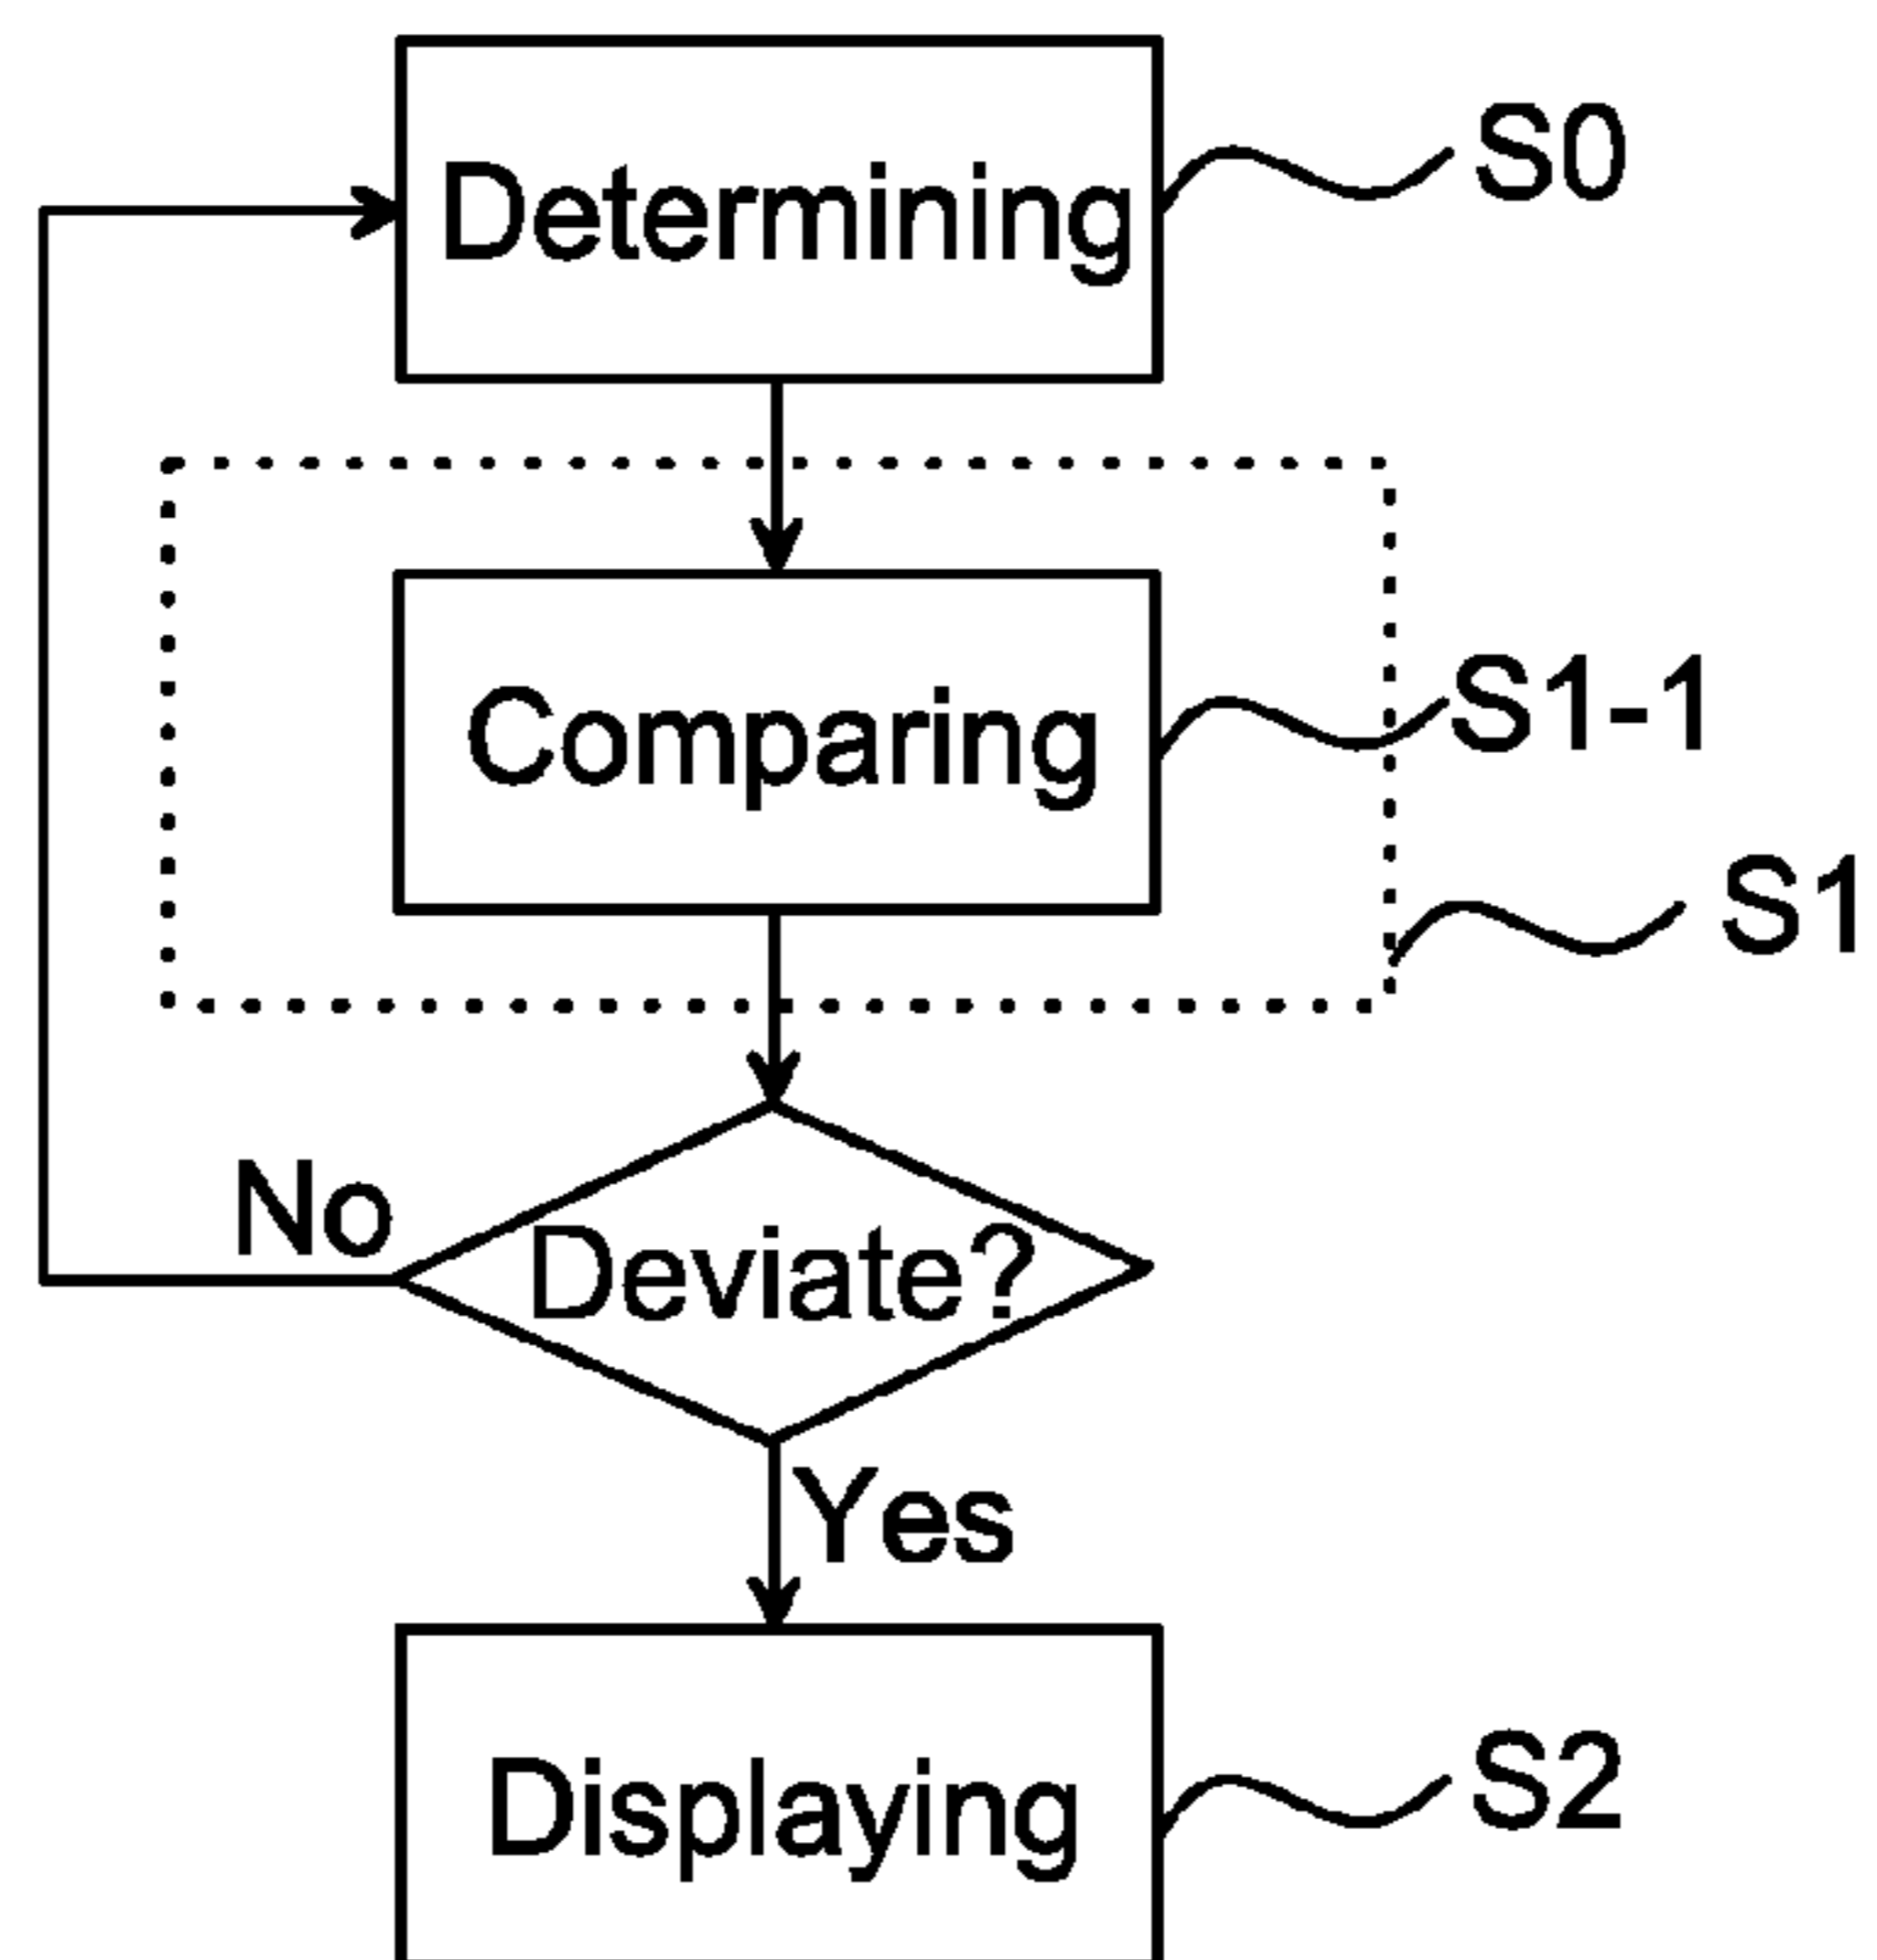 Determining
S0
Comparing
S1-1
S1
No
Deviate?
Yes
Displaying
S2